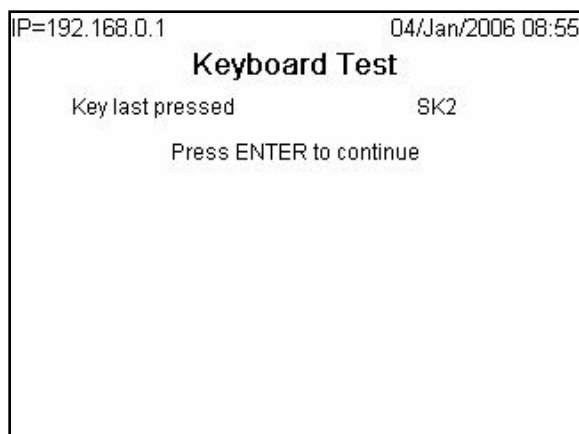 IP=192.168.0.1 04/Jan/2006 08:55
Keyboard Test
Key last pressed SK2
Press ENTER to continue